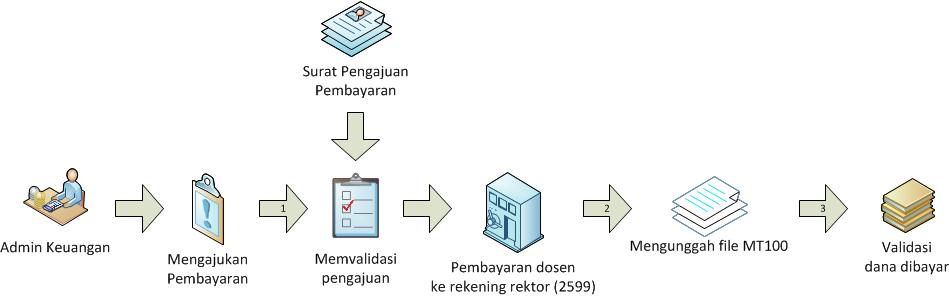 Surat Pengajuan
Pembayaran
1
2
3
Admin Keuangan
Mengajukan
Pembayaran
Memvalidasi
pengajuan
Pembayaran dosen
ke rekening rektor (2599)
Mengunggah file MT100
Validasi
dana dibayar